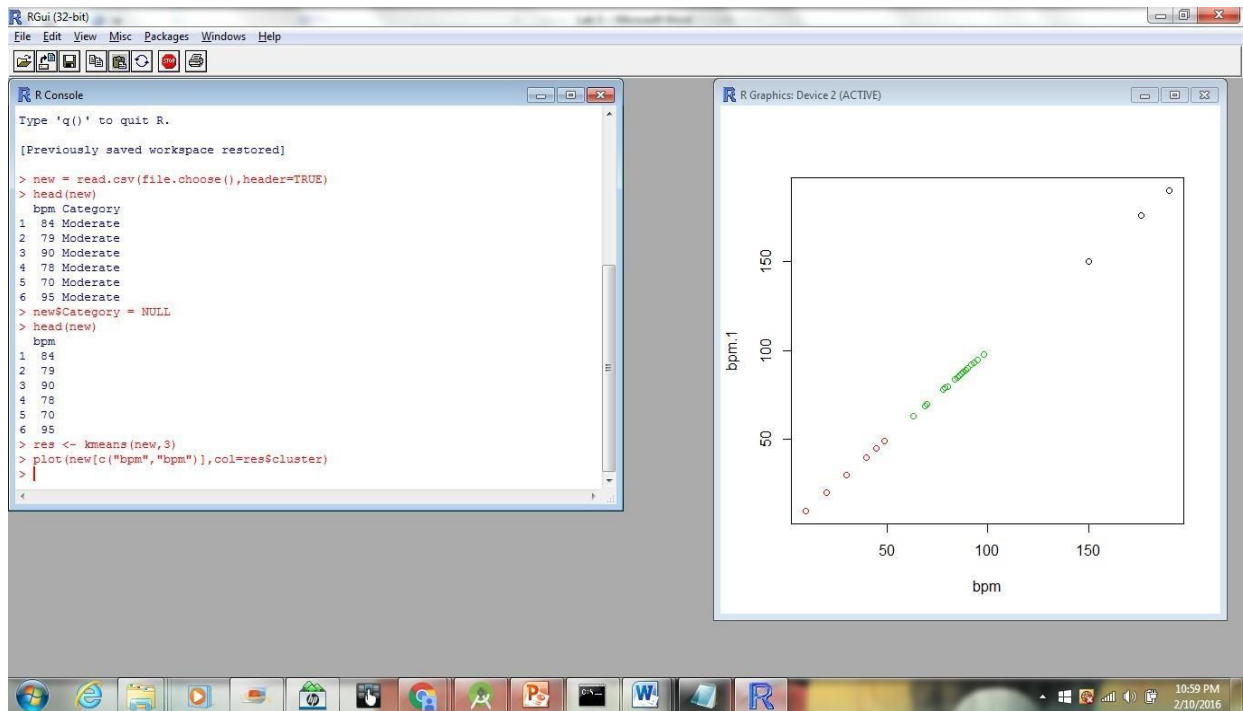 RGui (32-bit)
File Edit View Misc Packages Windows Help
STOP
R Console
Type 'q()' to quit R.
[Previously saved workspace restored]
> new = read.csv(file.choose(),header=TRUE)
> head(new)
bpm Category
1 84 Moderate
2 79 Moderate
3 90 Moderate
4 78 Moderate
5 70 Moderate
6 95 Moderate
> new$Category = NULL
> head(new)
bpm
1 84
2 79
3 90
4 78
5 70
6 95
> res <- kmeans(new,3)
> plot(new[c("bpm","bpm")],col=res$cluster)
>
R Graphics: Device 2 (ACTIVE)
150
100
50
bpm.1
50 100 150
bpm
10:59 PM
2/10/2016